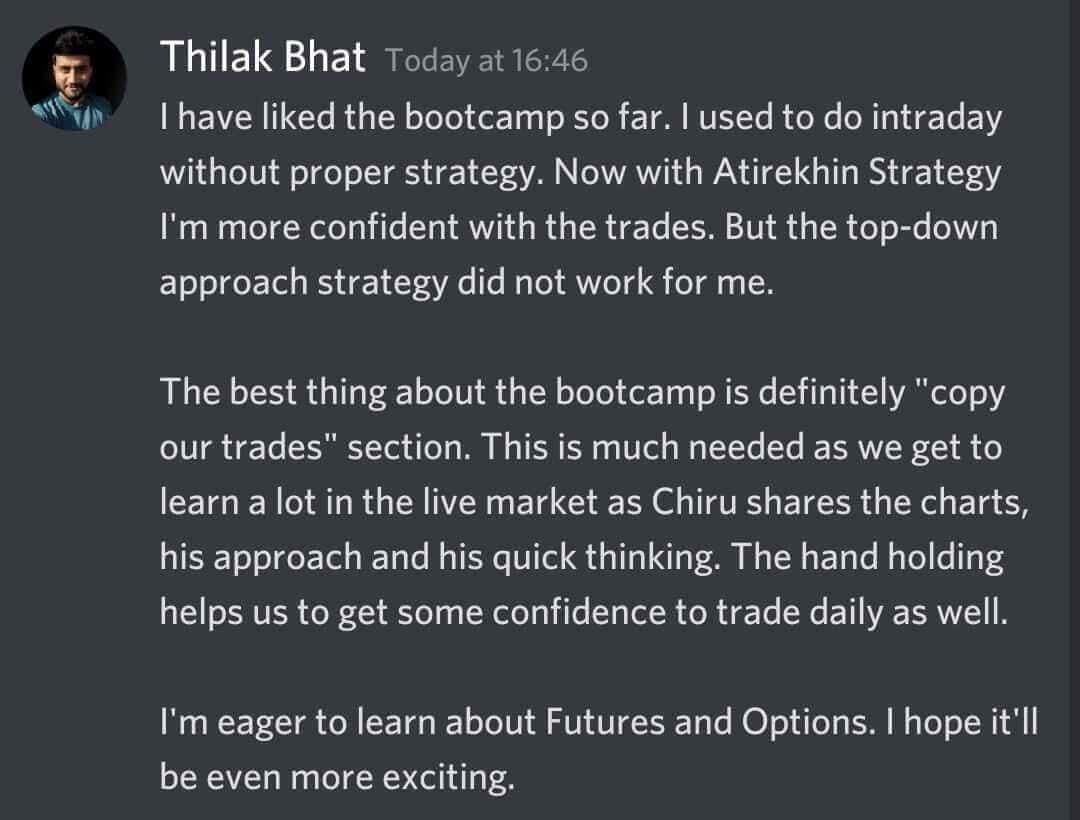 Thilak Bhat Today at 16:46
I have liked the bootcamp so far. I used to do intraday
without proper strategy. Now with Atirekhin Strategy
I'm more confident with the trades. But the top-down
approach strategy did not work for me.
The best thing about the bootcamp is definitely "copy
our trades" section. This is much needed as we get to
learn a lot in the live market as Chiru shares the charts,
his approach and his quick thinking. The hand holding
helps us to get some confidence to trade daily as well.
I'm eager to learn about Futures and Options. I hope it'll
be even more exciting.